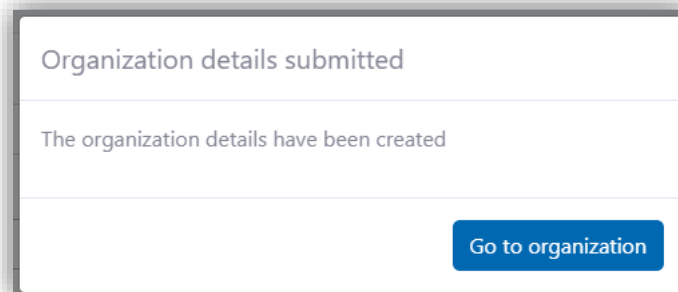 Organization details submitted
The organization details have been created
Go to organization